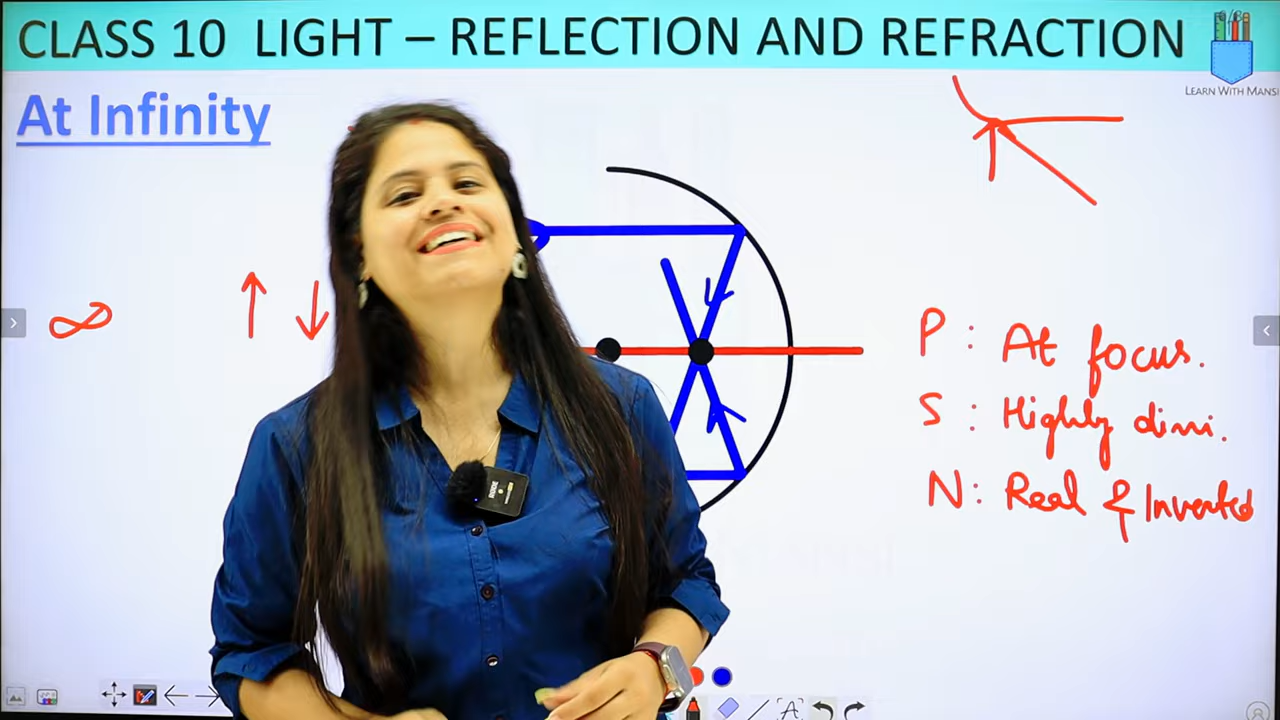 CLASS 10 LIGHT – REFLECTION AND REFRACTION
LEARN WITH MANSI
At Infinity
∞
P : At focus.
S : Highly dimi.
N : Real & Inverted